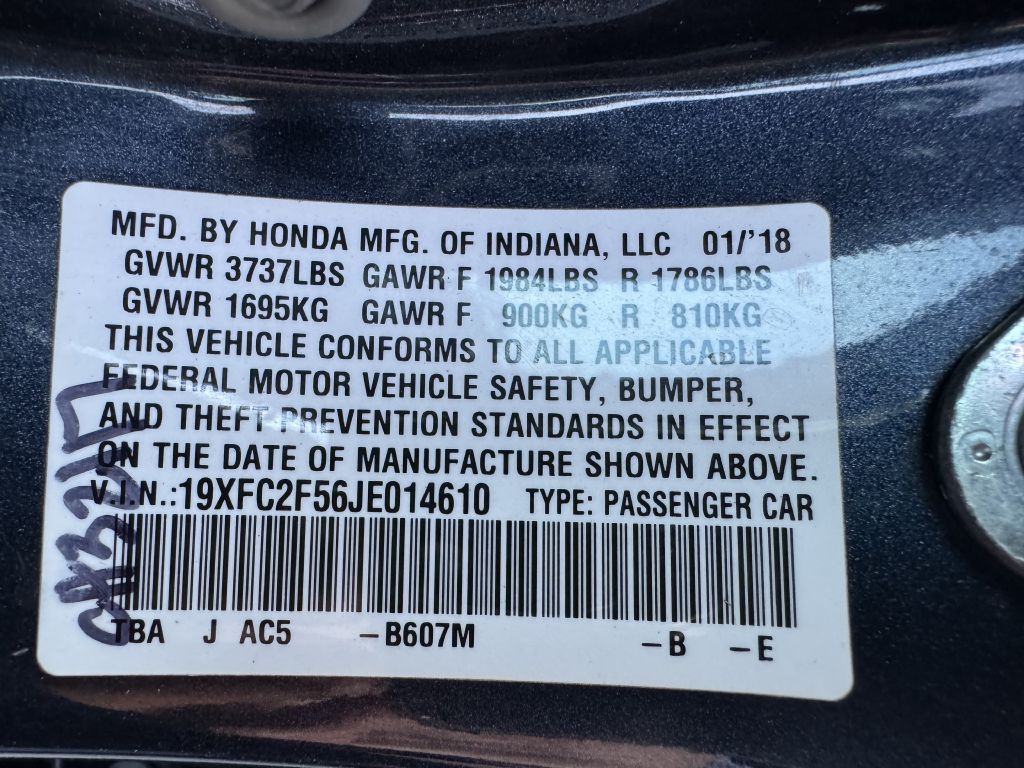 MFD. BY HONDA MFG. OF INDIANA, LLC 01/'18
GVWR 3737LBS GAWR F 1984LBS R 1786LBS
GVWR 1695KG GAWR F 900KG R 810KG
THIS VEHICLE CONFORMS TO ALL APPLICABLE
FEDERAL MOTOR VEHICLE SAFETY, BUMPER,
AND THEFT PREVENTION STANDARDS IN EFFECT
ON THE DATE OF MANUFACTURE SHOWN ABOVE.
V.I.N.:19XFC2F56JE014610 TYPE: PASSENGER CAR
TBA J AC5 -B607M -B -E